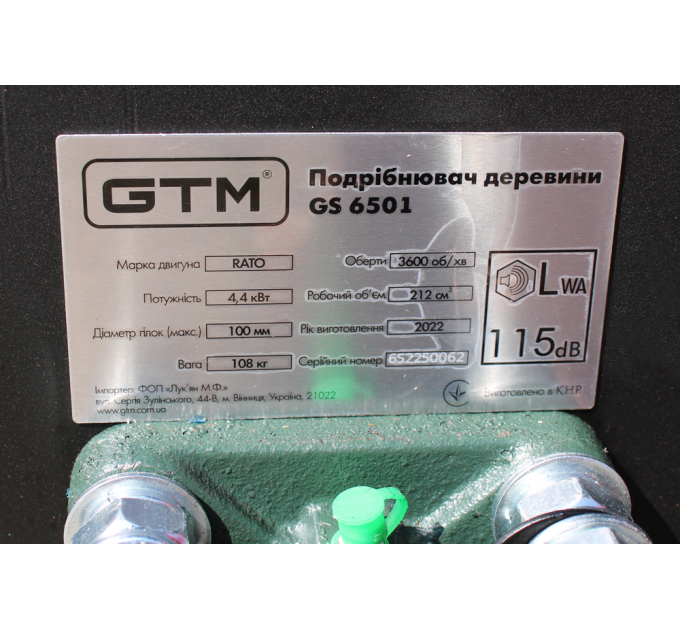 GTM®
Подрібнювач деревини
GS 6501
Марка двигуна RATO Оберти 3600 об/хв
Потужність 4,4 кВт Робочий об'єм 212 см³
Діаметр гілок (макс.) 100 мм Рік виготовлення 2022
Вага 108 кг Серійний номер 652250062
LWA
115dB
Імпортер: ФОП «Лук'ян М.Ф.»
вул. Сергія Зулінського, 44-В, м. Вінниця, Україна, 21022
www.gtm.com.ua
Виготовлено в К.Н.Р.